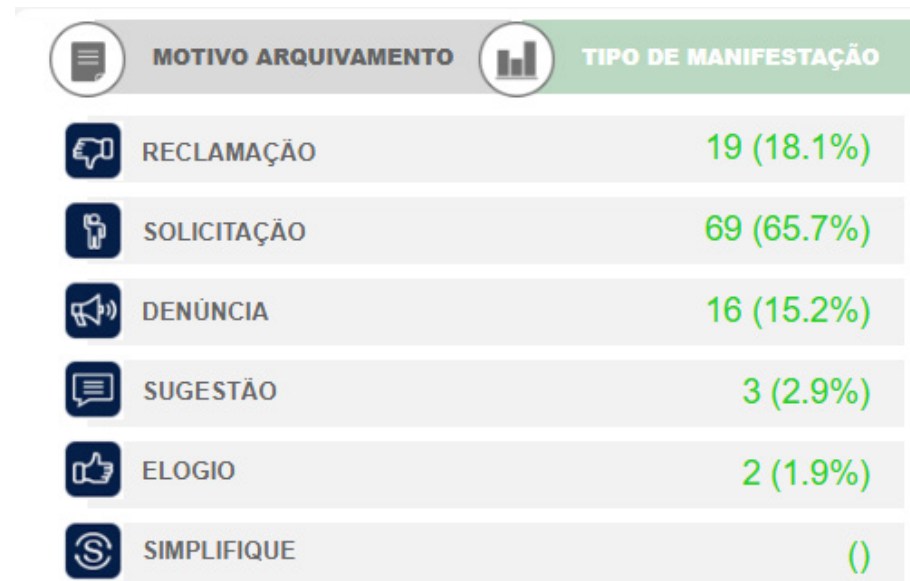 MOTIVO ARQUIVAMENTO TIPO DE MANIFESTAÇÃO
RECLAMAÇÃO 19 (18.1%)
SOLICITAÇÃO 69 (65.7%)
DENÚNCIA 16 (15.2%)
SUGESTÃO 3 (2.9%)
ELOGIO 2 (1.9%)
SIMPLIFIQUE ()